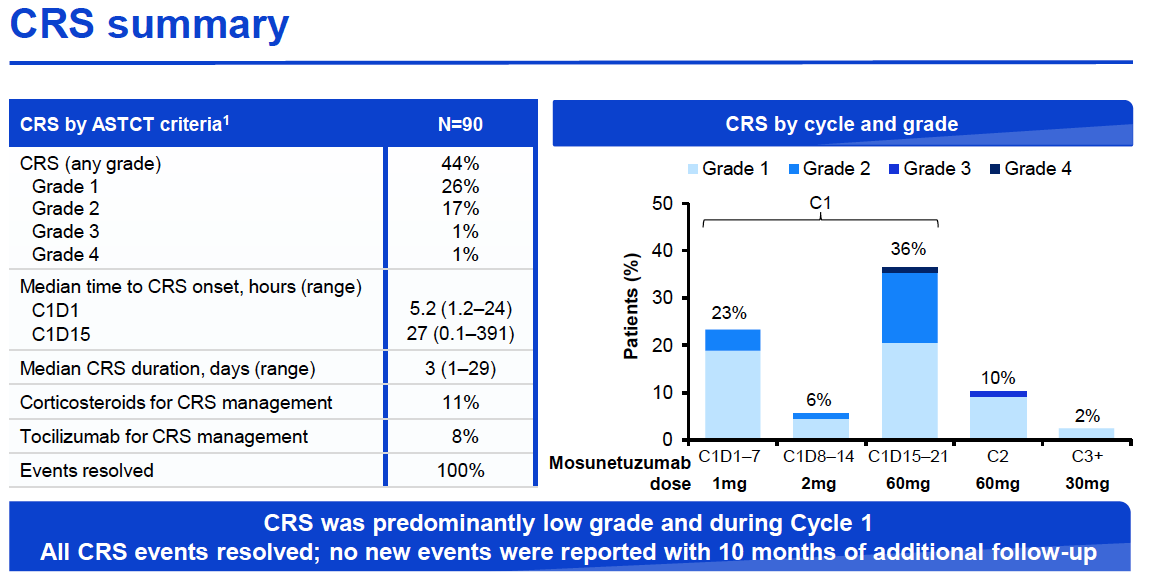 CRS summary
CRS by ASTCT criteria1 N=90
CRS (any grade) 44%
Grade 1 26%
Grade 2 17%
Grade 3 1%
Grade 4 1%
Median time to CRS onset, hours (range)
C1D1 5.2 (1.2–24)
C1D15 27 (0.1–391)
Median CRS duration, days (range) 3 (1–29)
Corticosteroids for CRS management 11%
Tocilizumab for CRS management 8%
Events resolved 100%
CRS by cycle and grade
Grade 1 Grade 2 Grade 3 Grade 4
C1
Patients (%)
50
40
30
20
10
0
23%
6%
36%
10%
2%
C1D1–7 C1D8–14 C1D15–21 C2 C3+
Mosunetuzumab
dose 1mg 2mg 60mg 60mg 30mg
CRS was predominantly low grade and during Cycle 1
All CRS events resolved; no new events were reported with 10 months of additional follow-up